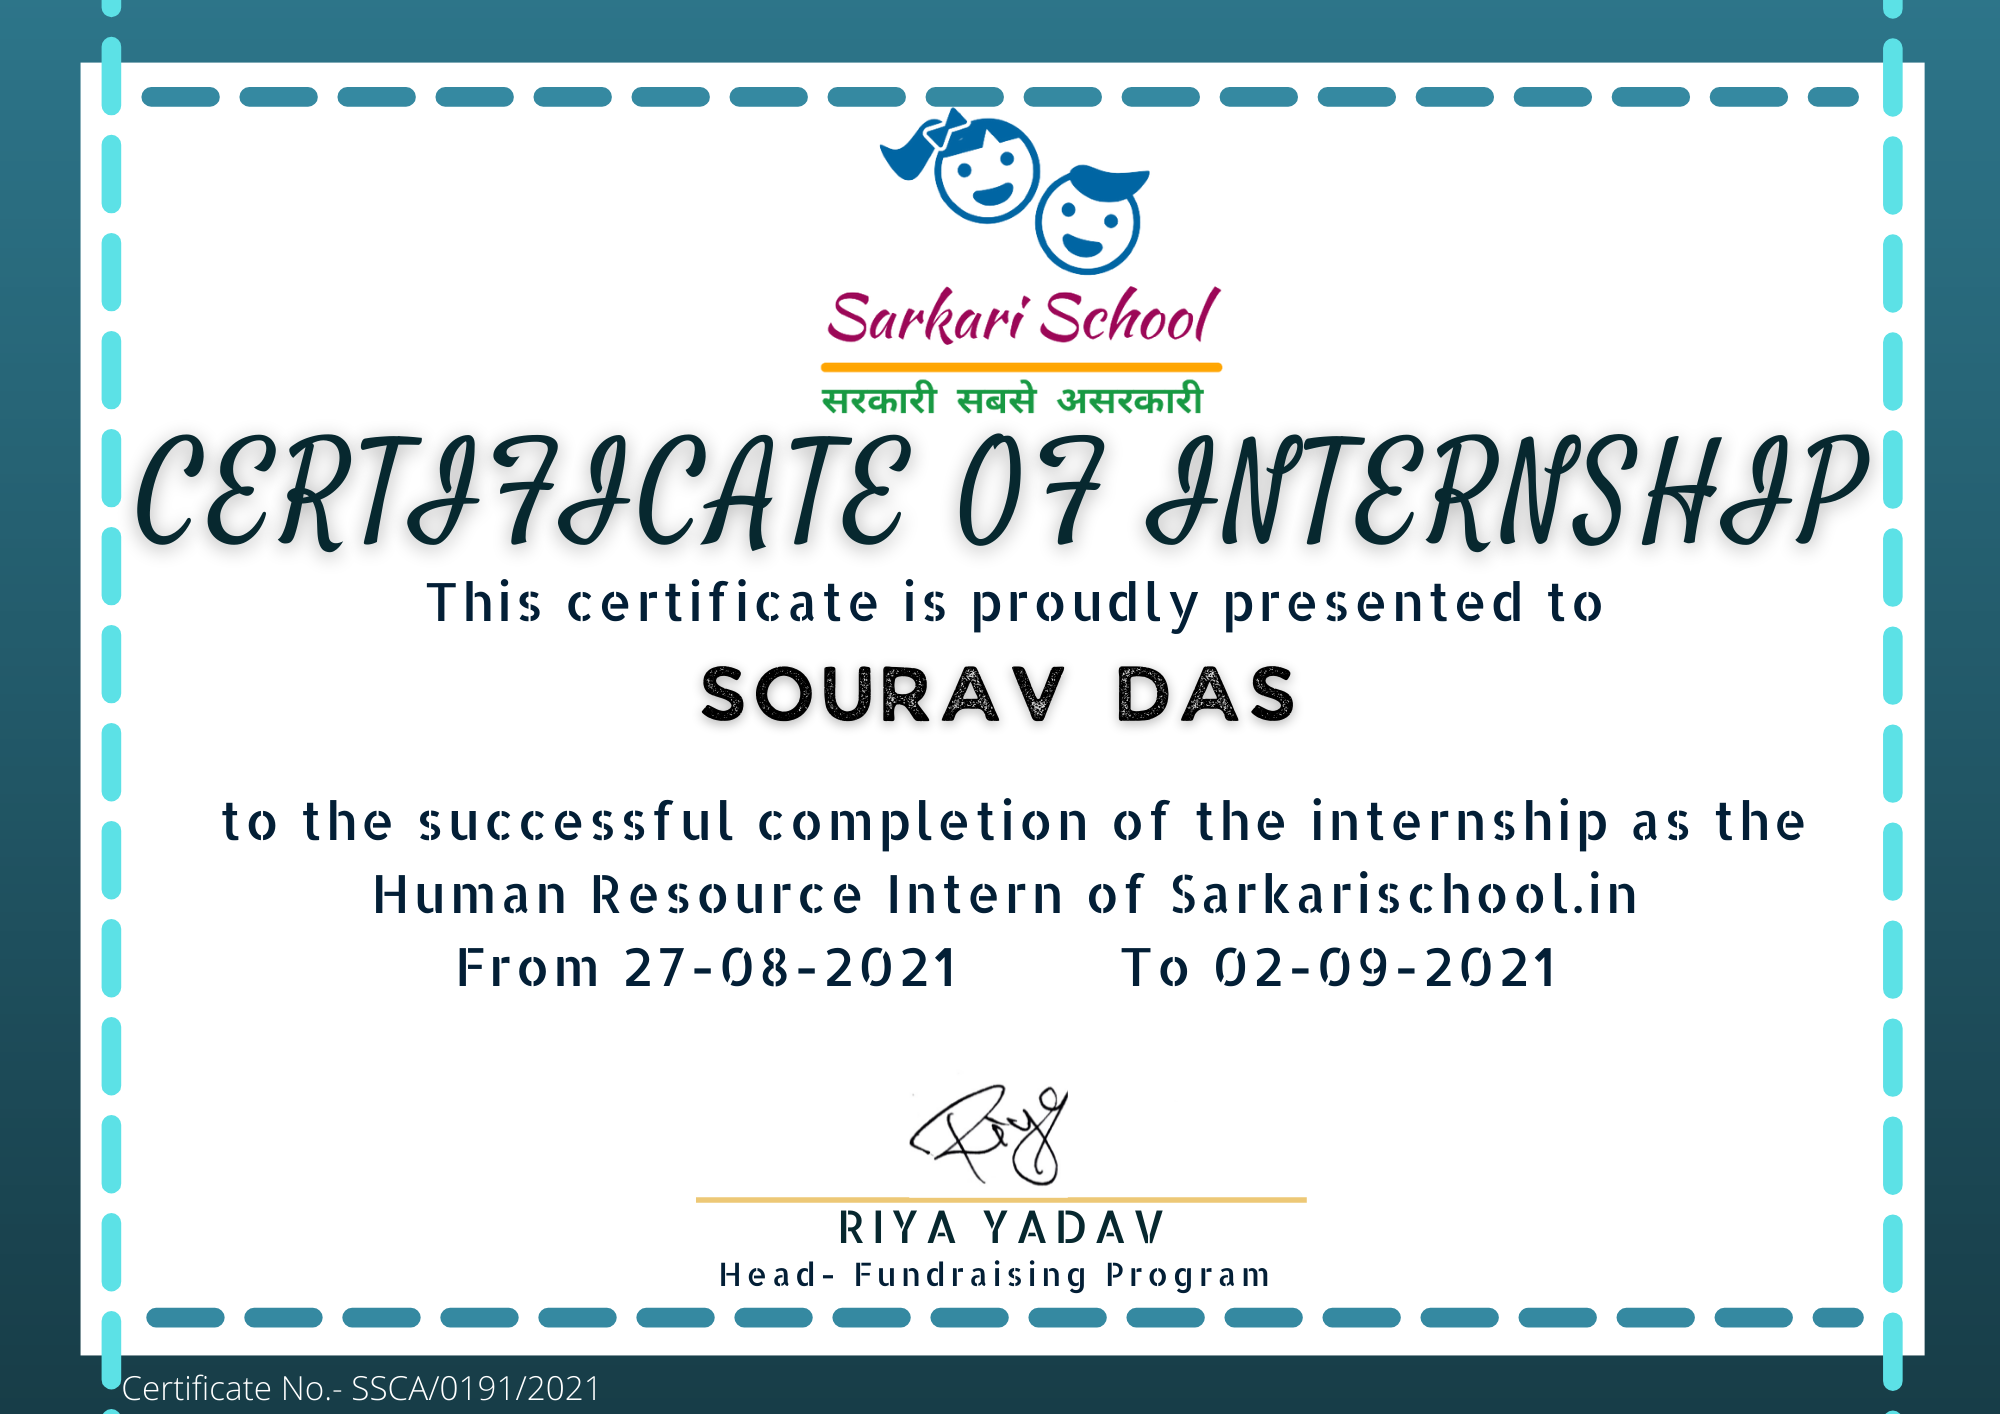 Sarkari School
सरकारी सबसे असरकारी
CERTIFICATE OF INTERNSHIP
This certificate is proudly presented to
SOURAV DAS
to the successful completion of the internship as the
Human Resource Intern of Sarkarischool.in
From 27-08-2021 To 02-09-2021
Riya
RIYA YADAV
Head- Fundraising Program
Certificate No.- SSCA/0191/2021